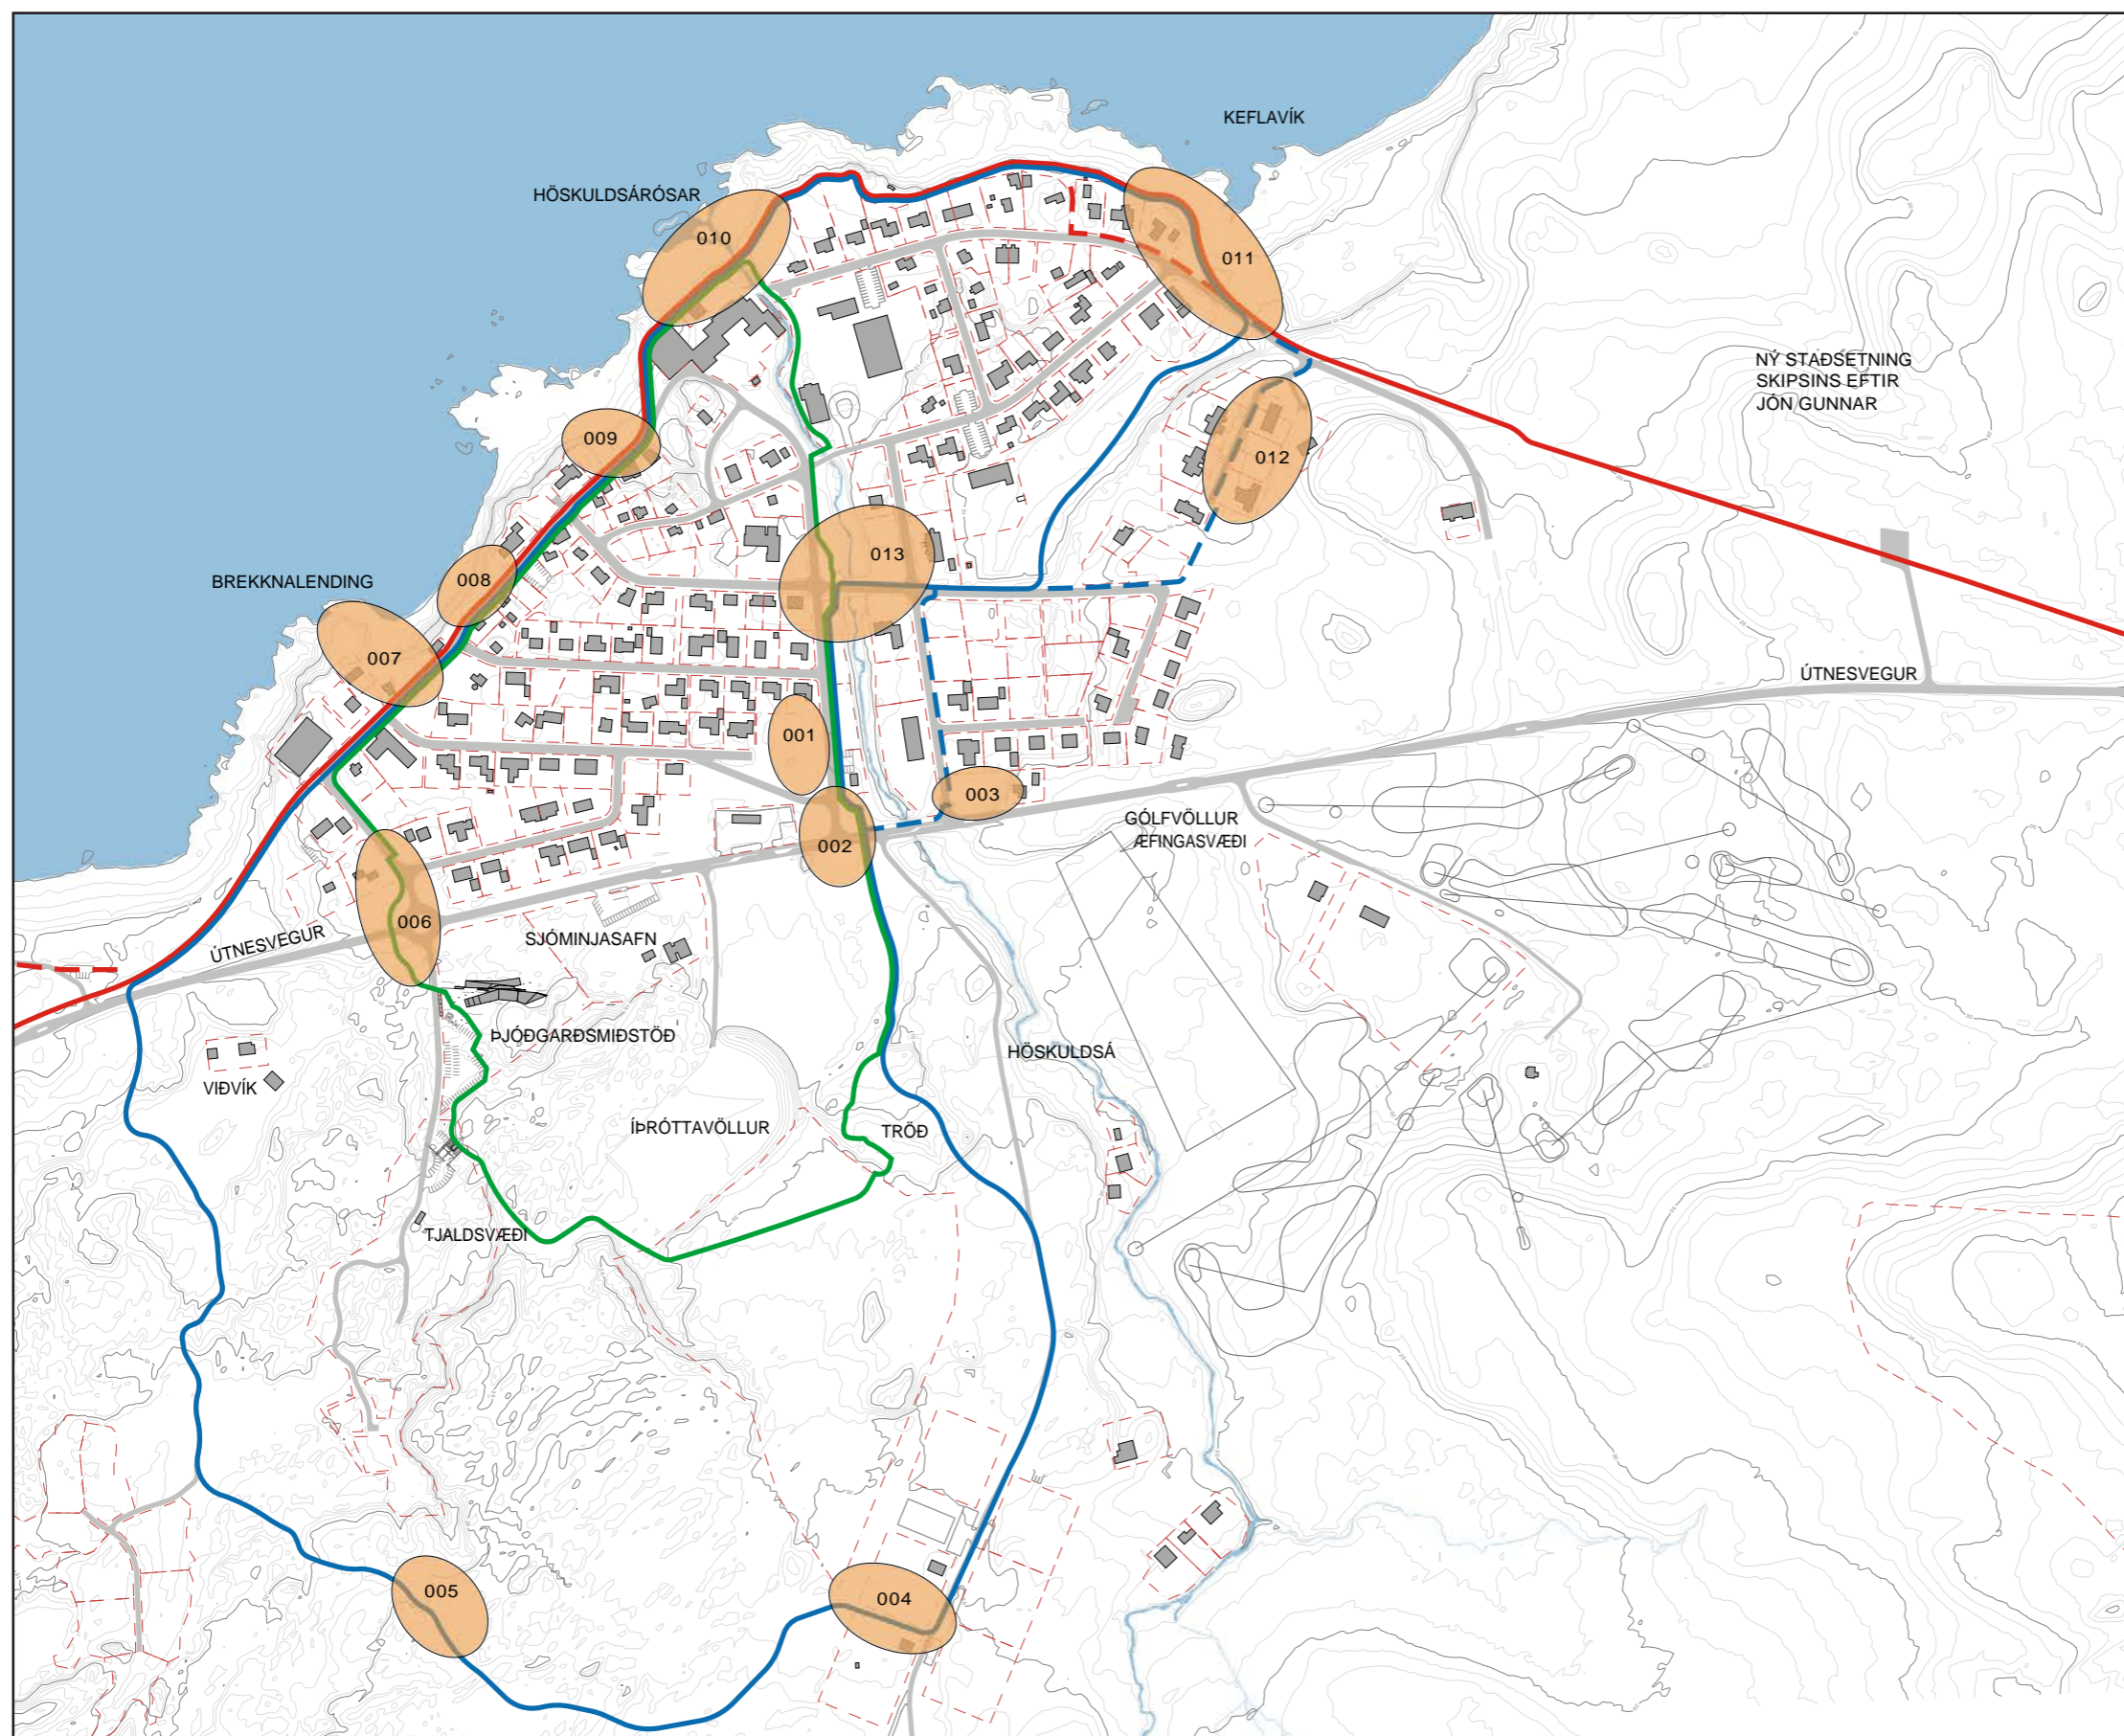 KEFLAVÍK
HÖSKULDSÁRÓSAR
010
011
NÝ STAÐSETNING
SKIPSINS EFTIR
JÓN GUNNAR
009
012
013
008
BREKKNALENDING
007
ÚTNESVEGUR
001
003
GÓLFVÖLLUR
ÆFINGASVÆÐI
002
006
SJÓMINJASAFN
ÚTNESVEGUR
ÞJÓÐGARÐSMIÐSTÖÐ
HÖSKULDSÁ
VIÐVÍK
ÍÞRÓTTAVÖLLUR
TRÖÐ
TJALDSVÆÐI
005
004